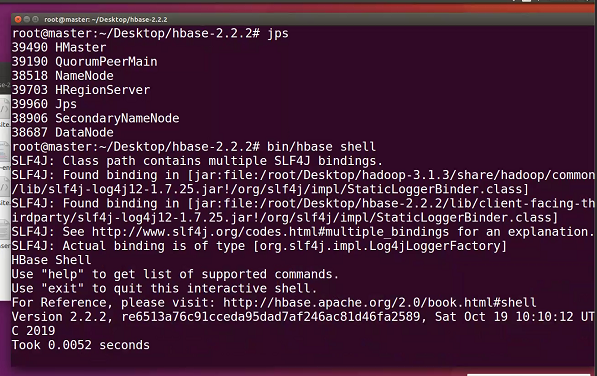 root@master: ~/Desktop/hbase-2.2.2
root@master:~/Desktop/hbase-2.2.2# jps
39490 HMaster
39190 QuorumPeerMain
38518 NameNode
39703 HRegionServer
39960 Jps
38906 SecondaryNameNode
38687 DataNode
root@master:~/Desktop/hbase-2.2.2# bin/hbase shell
SLF4J: Class path contains multiple SLF4J bindings.
SLF4J: Found binding in [jar:file:/root/Desktop/hadoop-3.1.3/share/hadoop/common
/lib/slf4j-log4j12-1.7.25.jar!/org/slf4j/impl/StaticLoggerBinder.class]
SLF4J: Found binding in [jar:file:/root/Desktop/hbase-2.2.2/lib/client-facing-th
irdparty/slf4j-log4j12-1.7.25.jar!/org/slf4j/impl/StaticLoggerBinder.class]
SLF4J: See http://www.slf4j.org/codes.html#multiple_bindings for an explanation.
SLF4J: Actual binding is of type [org.slf4j.impl.Log4jLoggerFactory]
HBase Shell
Use "help" to get list of supported commands.
Use "exit" to quit this interactive shell.
For Reference, please visit: http://hbase.apache.org/2.0/book.html#shell
Version 2.2.2, re6513a76c91cceda95dad7af246ac81d46fa2589, Sat Oct 19 10:10:12 UT
C 2019
Took 0.0052 seconds